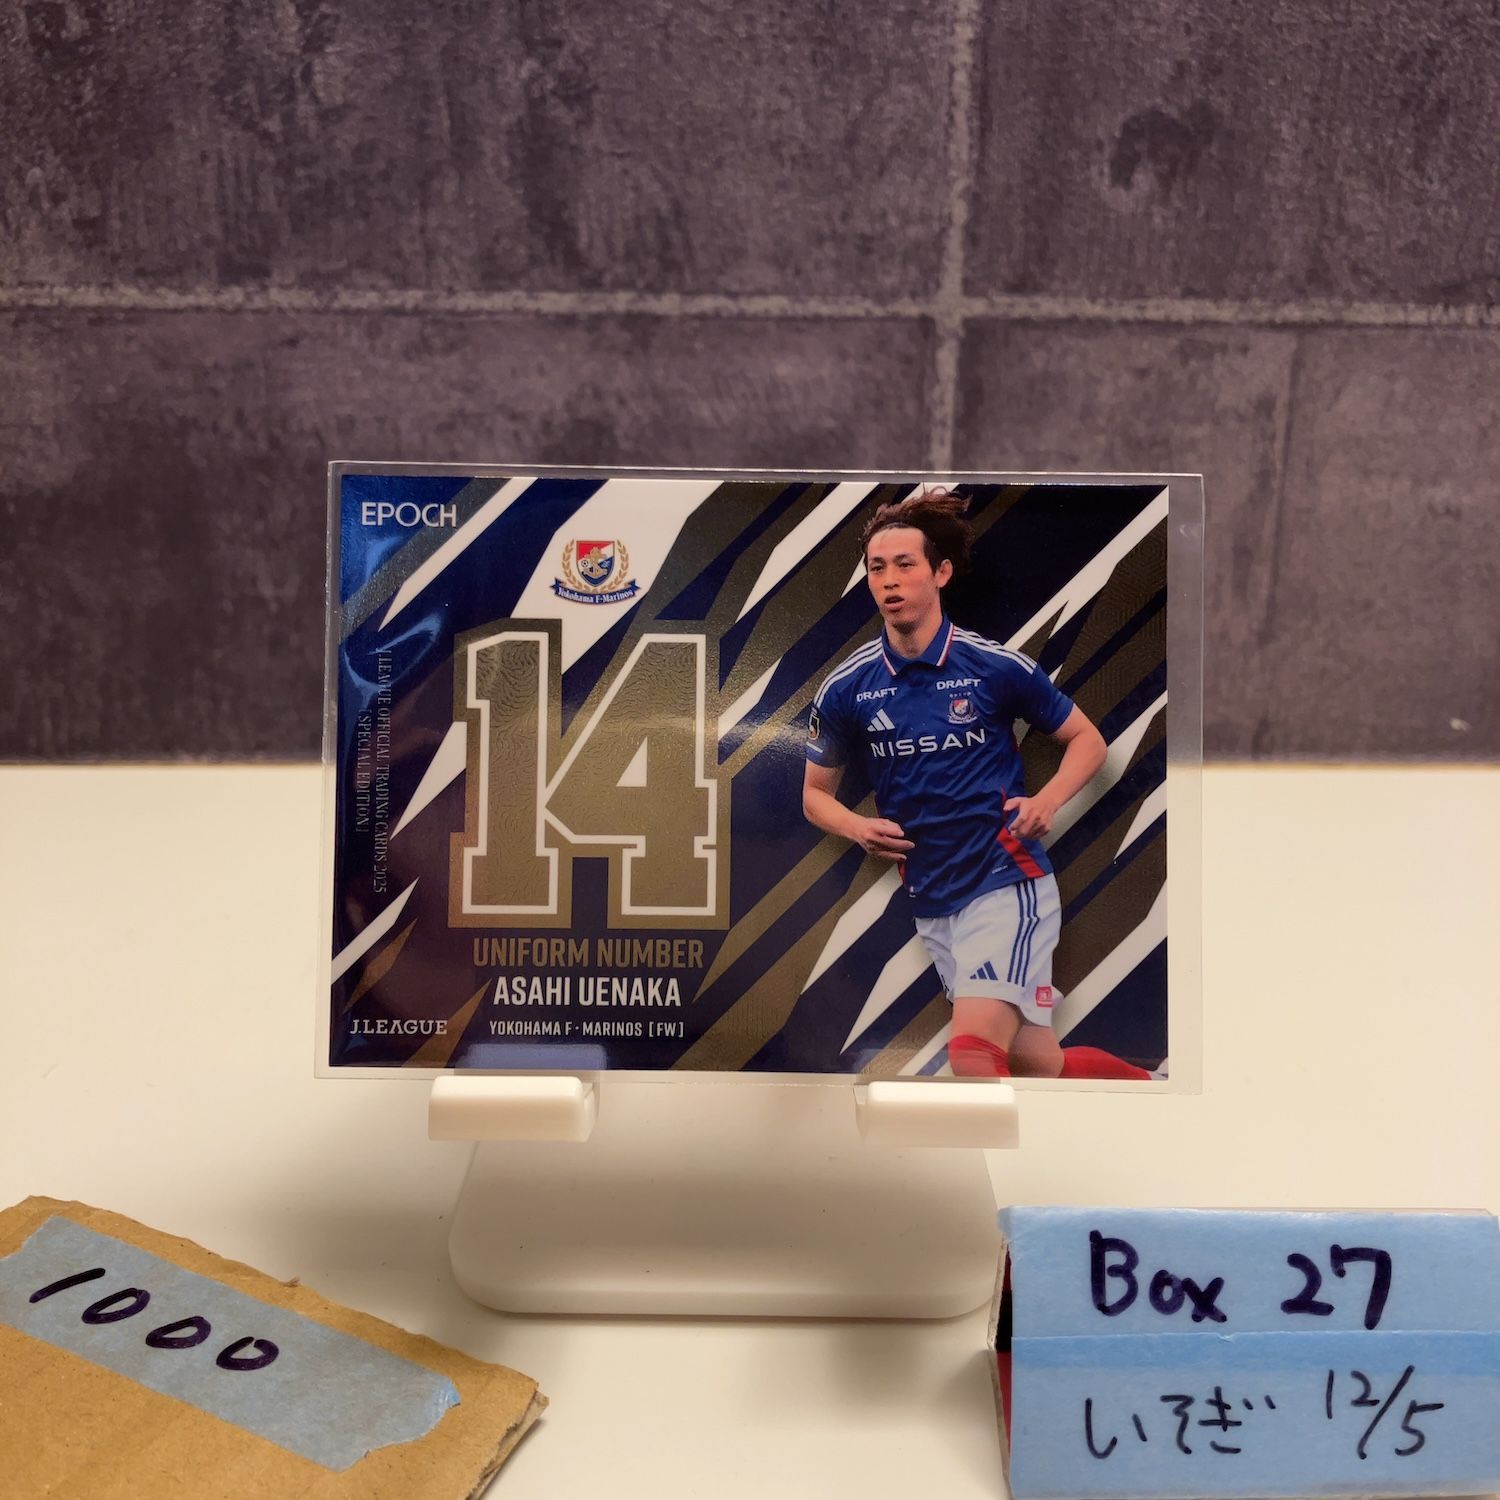 EPOCH
Yokohama F·Marinos
14
J.LEAGUE OFFICIAL TRADING CARDS 2025
[SPECIAL EDITION]
DRAFT
DRAFT
NISSAN
UNIFORM NUMBER
ASAHI UENAKA
YOKOHAMA F・MARINOS [FW]
J.LEAGUE
1000
Box 27
いそぎ 12/5